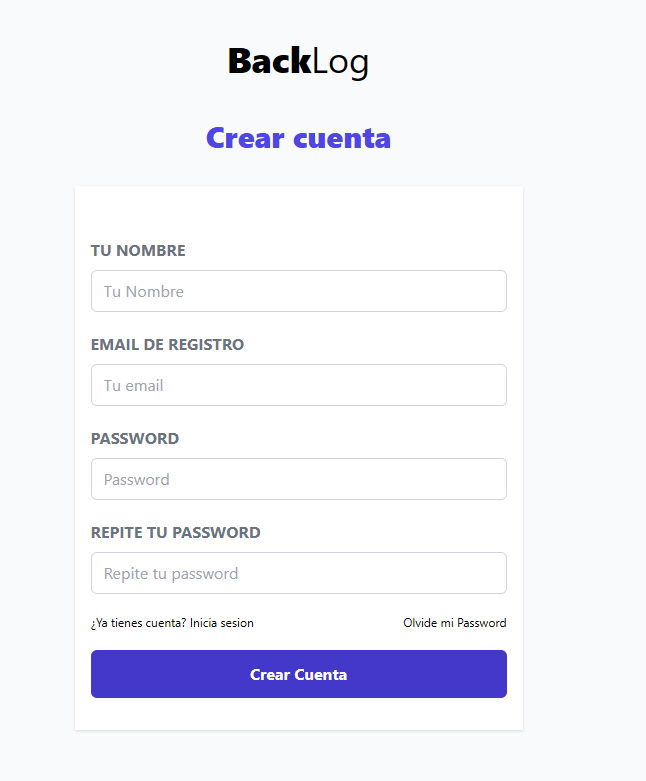 BackLog
Crear cuenta
TU NOMBRE
Tu Nombre
EMAIL DE REGISTRO
Tu email
PASSWORD
Password
REPITE TU PASSWORD
Repite tu password
¿Ya tienes cuenta? Inicia sesion Olvide mi Password
Crear Cuenta